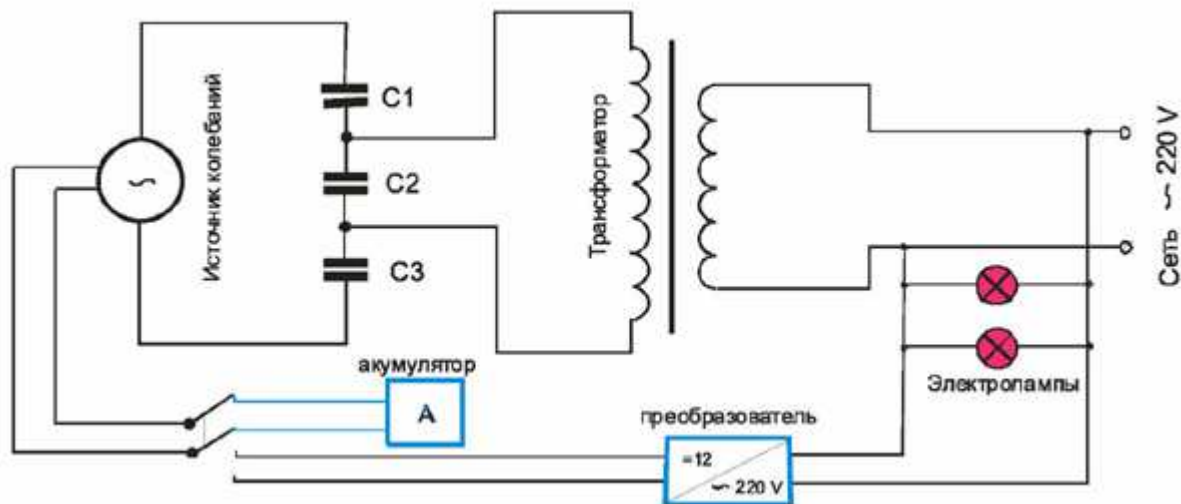 Источник колебаний
C1
C2
C3
Трансформатор
Сеть ~ 220 V
акумулятор
A
Электролампы
преобразователь
=12
~ 220 V